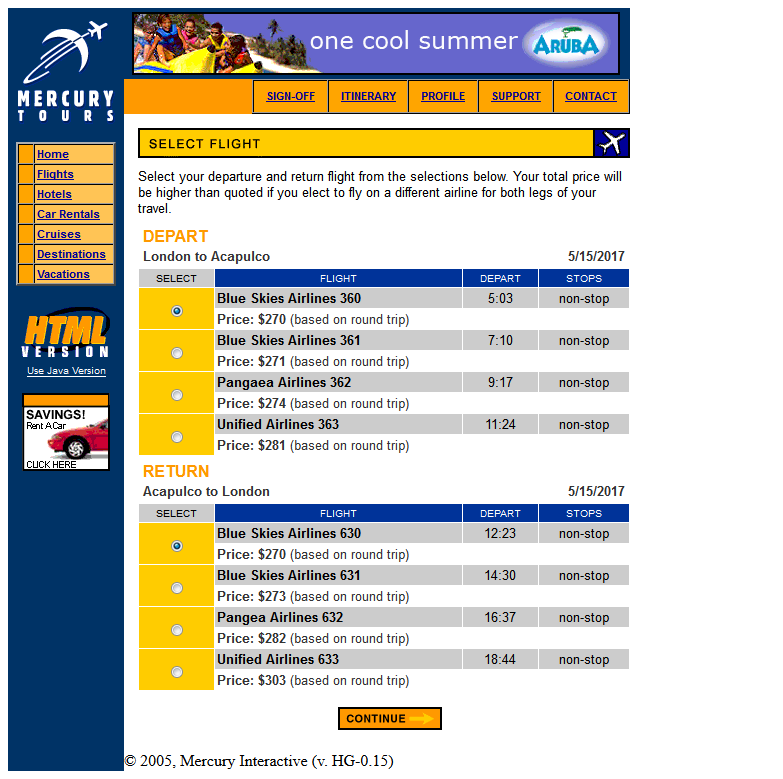 one cool summer ARUBA
MERCURY
TOURS
SIGN-OFF ITINERARY PROFILE SUPPORT CONTACT
Home
Flights
Hotels
Car Rentals
Cruises
Destinations
Vacations
HTML
VERSION
Use Java Version
SAVINGS!
Rent A Car
CLICK HERE
SELECT FLIGHT
Select your departure and return flight from the selections below. Your total price will
be higher than quoted if you elect to fly on a different airline for both legs of your
travel.
DEPART
London to Acapulco 5/15/2017
SELECT FLIGHT DEPART STOPS
Blue Skies Airlines 360 5:03 non-stop
Price: $270 (based on round trip)
Blue Skies Airlines 361 7:10 non-stop
Price: $271 (based on round trip)
Pangaea Airlines 362 9:17 non-stop
Price: $274 (based on round trip)
Unified Airlines 363 11:24 non-stop
Price: $281 (based on round trip)
RETURN
Acapulco to London 5/15/2017
SELECT FLIGHT DEPART STOPS
Blue Skies Airlines 630 12:23 non-stop
Price: $270 (based on round trip)
Blue Skies Airlines 631 14:30 non-stop
Price: $273 (based on round trip)
Pangea Airlines 632 16:37 non-stop
Price: $282 (based on round trip)
Unified Airlines 633 18:44 non-stop
Price: $303 (based on round trip)
CONTINUE
© 2005, Mercury Interactive (v. HG-0.15)